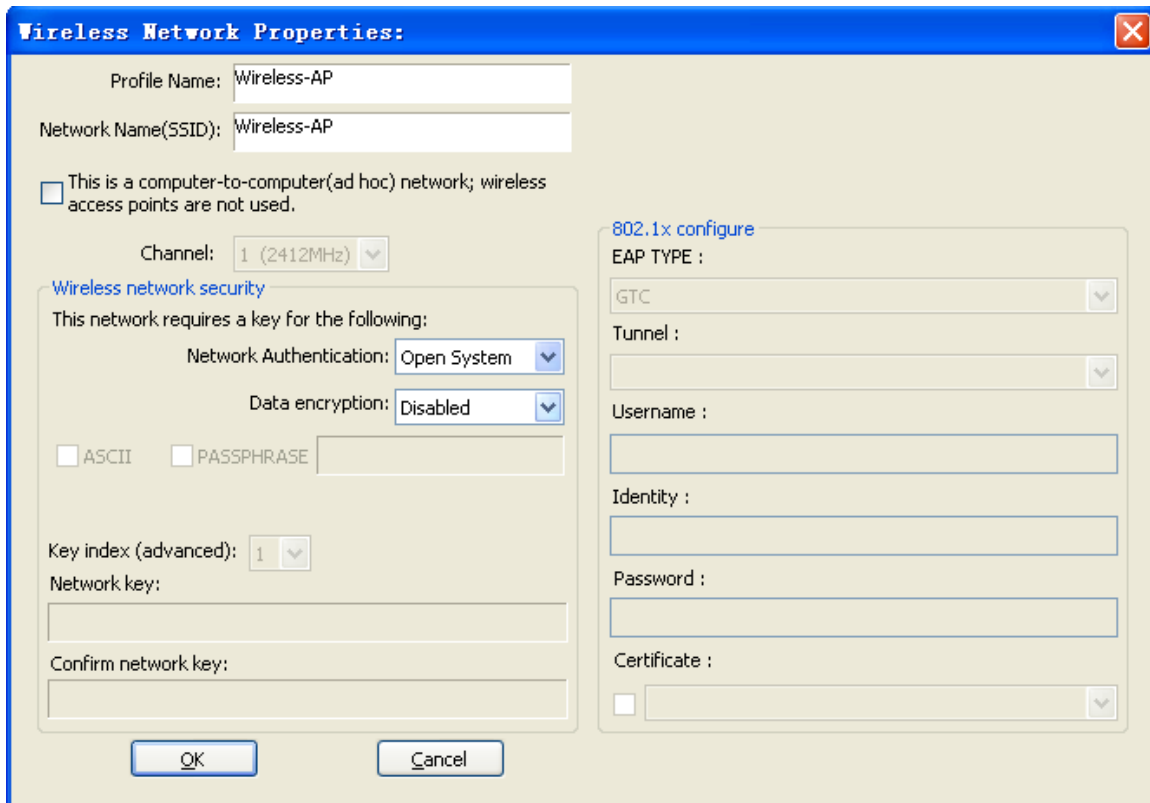 Wireless Network Properties:
Profile Name: Wireless-AP
Network Name(SSID): Wireless-AP
This is a computer-to-computer(ad hoc) network; wireless
access points are not used.
Channel: 1 (2412MHz)
Wireless network security
This network requires a key for the following:
Network Authentication: Open System
Data encryption: Disabled
ASCII PASSPHRASE
Key index (advanced): 1
Network key:
Confirm network key:
OK Cancel
802.1x configure
EAP TYPE :
GTC
Tunnel :
Username :
Identity :
Password :
Certificate :